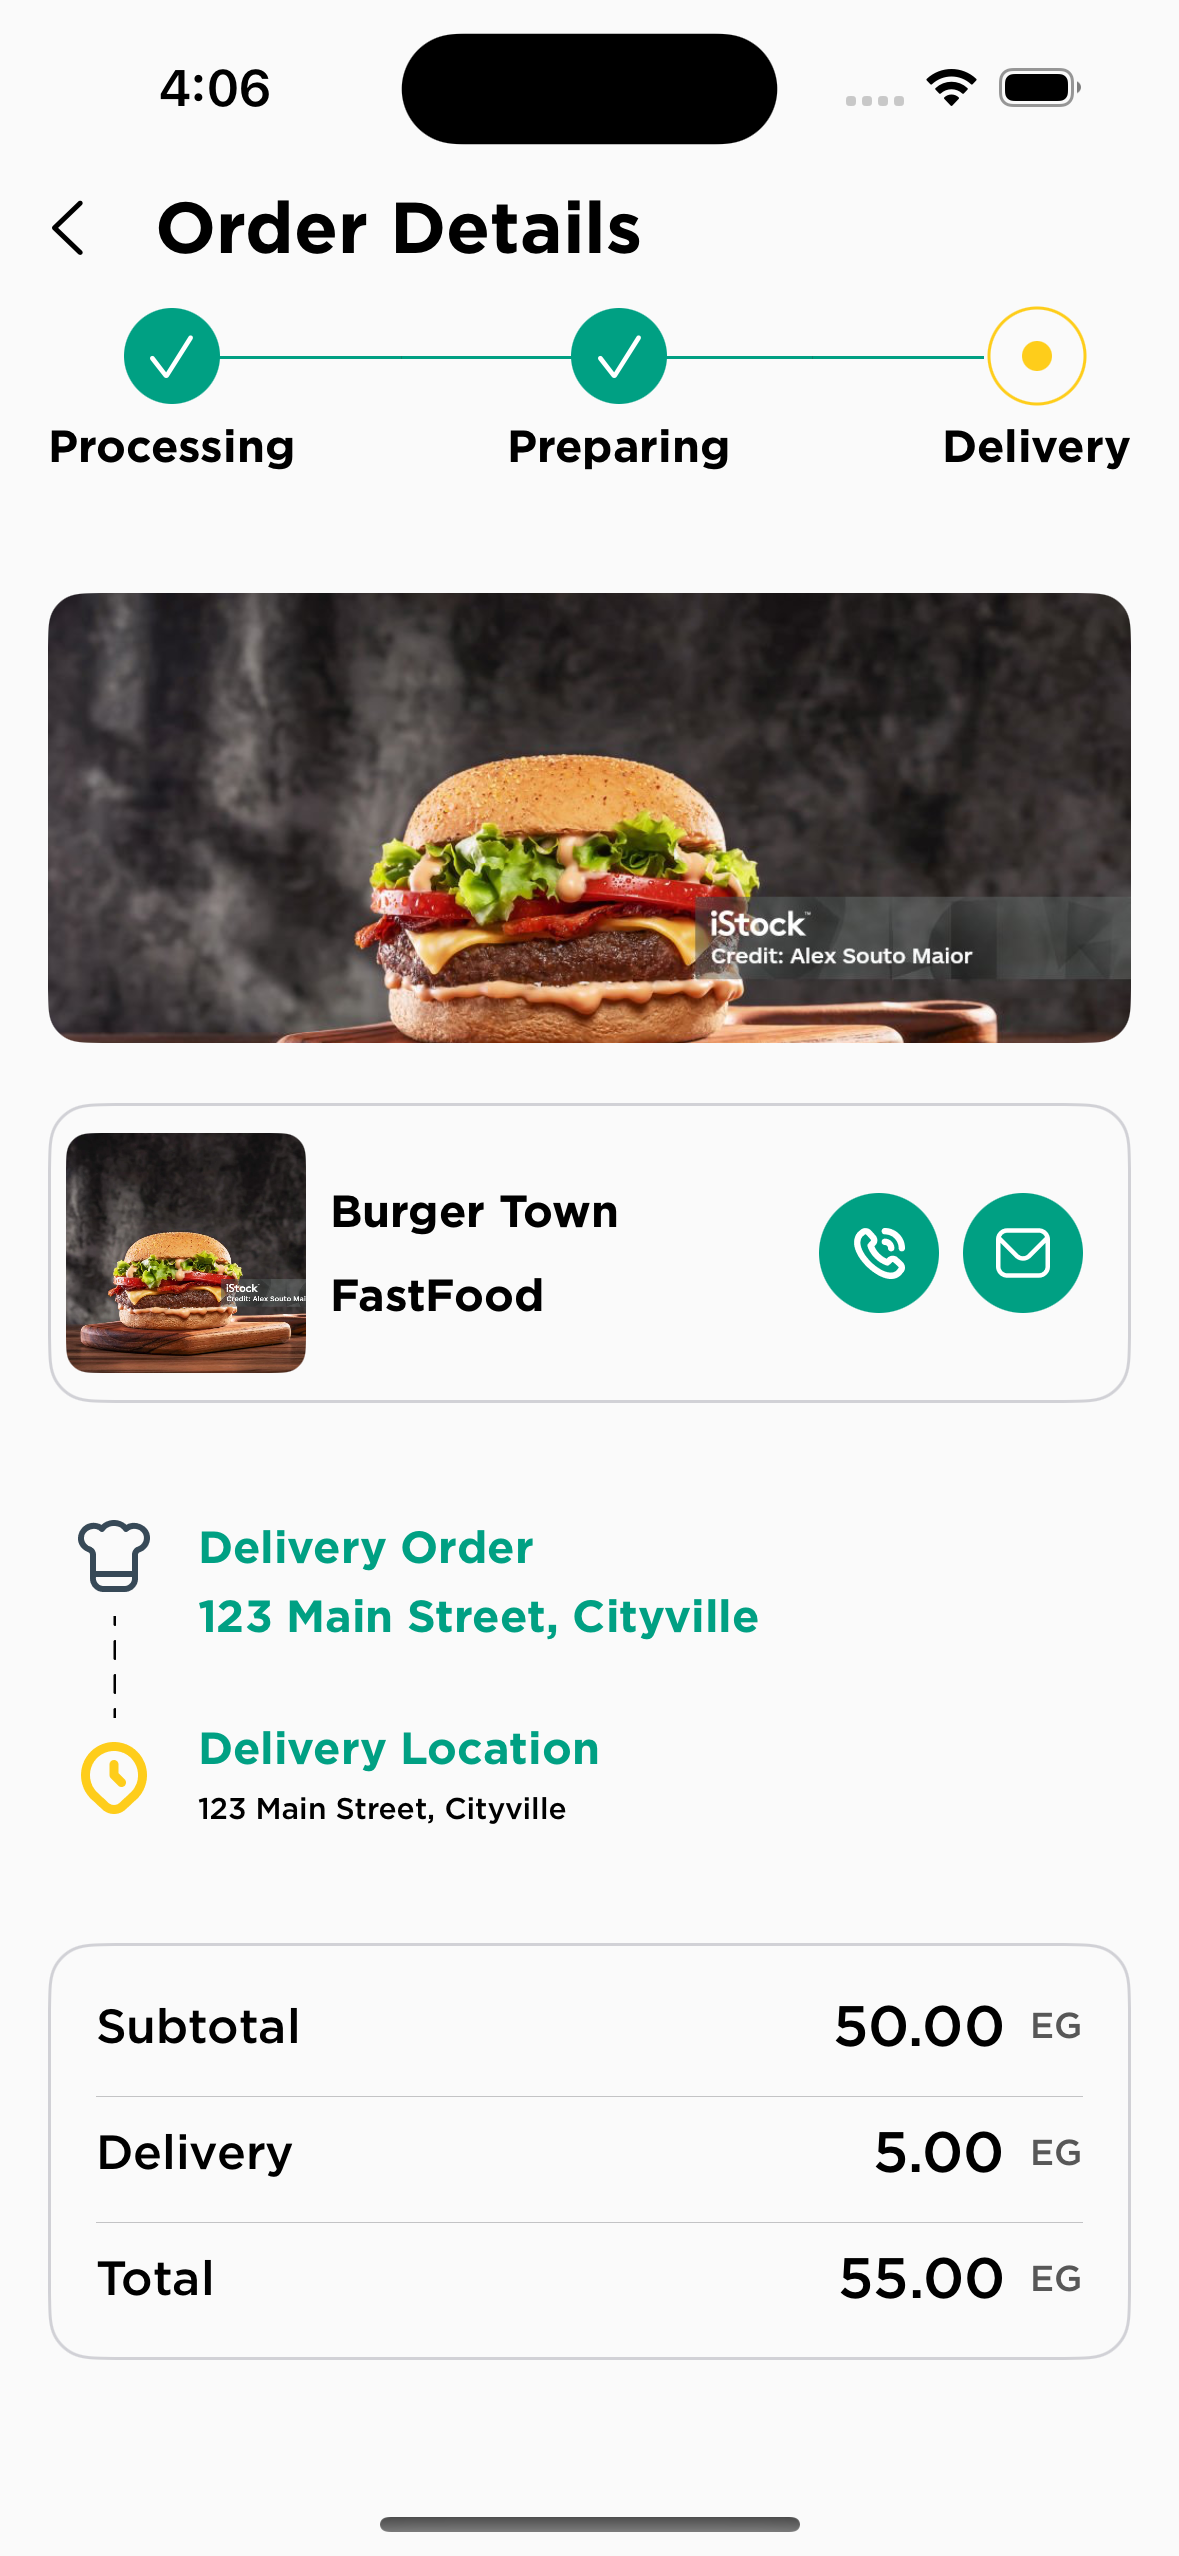 4:06
Order Details
Processing Preparing Delivery
iStock™
Credit: Alex Souto Maior
Burger Town
FastFood
iStock
Credit: Alex Souto Mai
Delivery Order
123 Main Street, Cityville
Delivery Location
123 Main Street, Cityville
Subtotal 50.00 EG
Delivery 5.00 EG
Total 55.00 EG